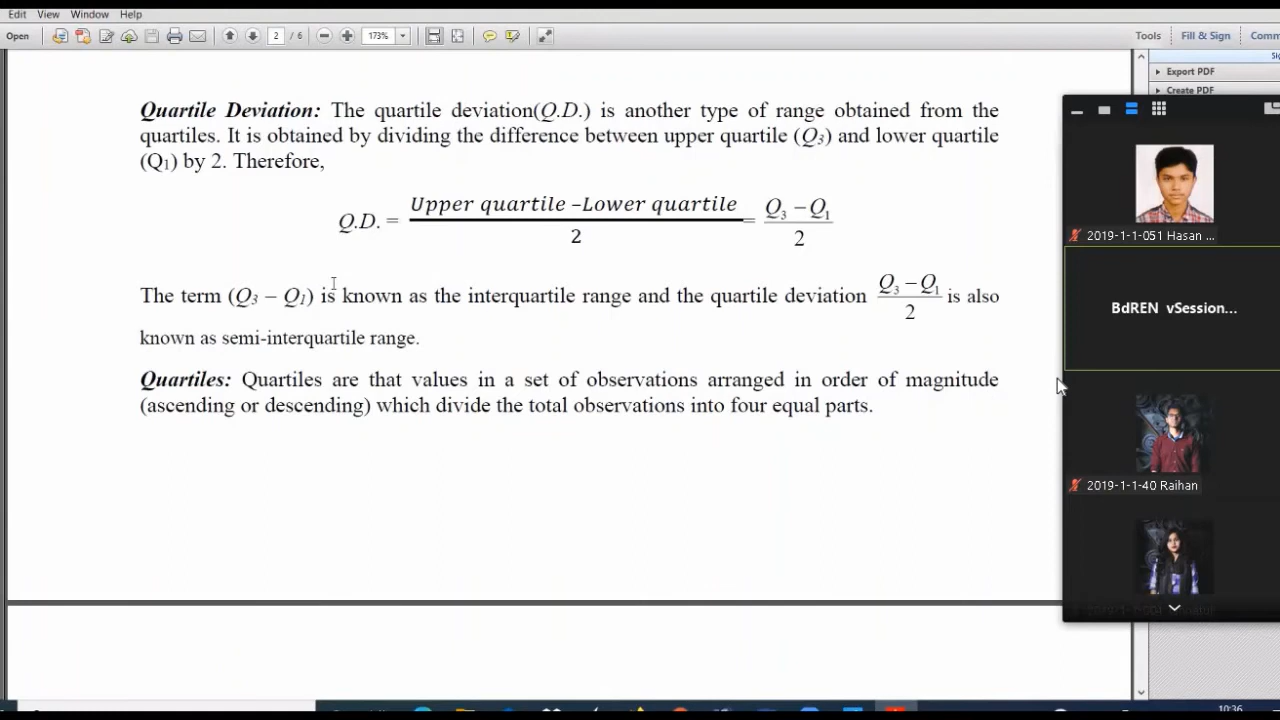 Edit View Window Help
Open 2 / 6 173% Tools Fill & Sign Comm
Export PDF
Create PDF
Quartile Deviation: The quartile deviation(Q.D.) is another type of range obtained from the
quartiles. It is obtained by dividing the difference between upper quartile (Q3) and lower quartile
(Q1) by 2. Therefore,
Q.D. = Upper quartile –Lower quartile / 2 = Q3 – Q1 / 2
The term (Q3 – Q1) is known as the interquartile range and the quartile deviation Q3 – Q1 / 2 is also
known as semi-interquartile range.
Quartiles: Quartiles are that values in a set of observations arranged in order of magnitude
(ascending or descending) which divide the total observations into four equal parts.
2019-1-1-051 Hasan ...
BdREN vSession...
2019-1-1-40 Raihan
10:36